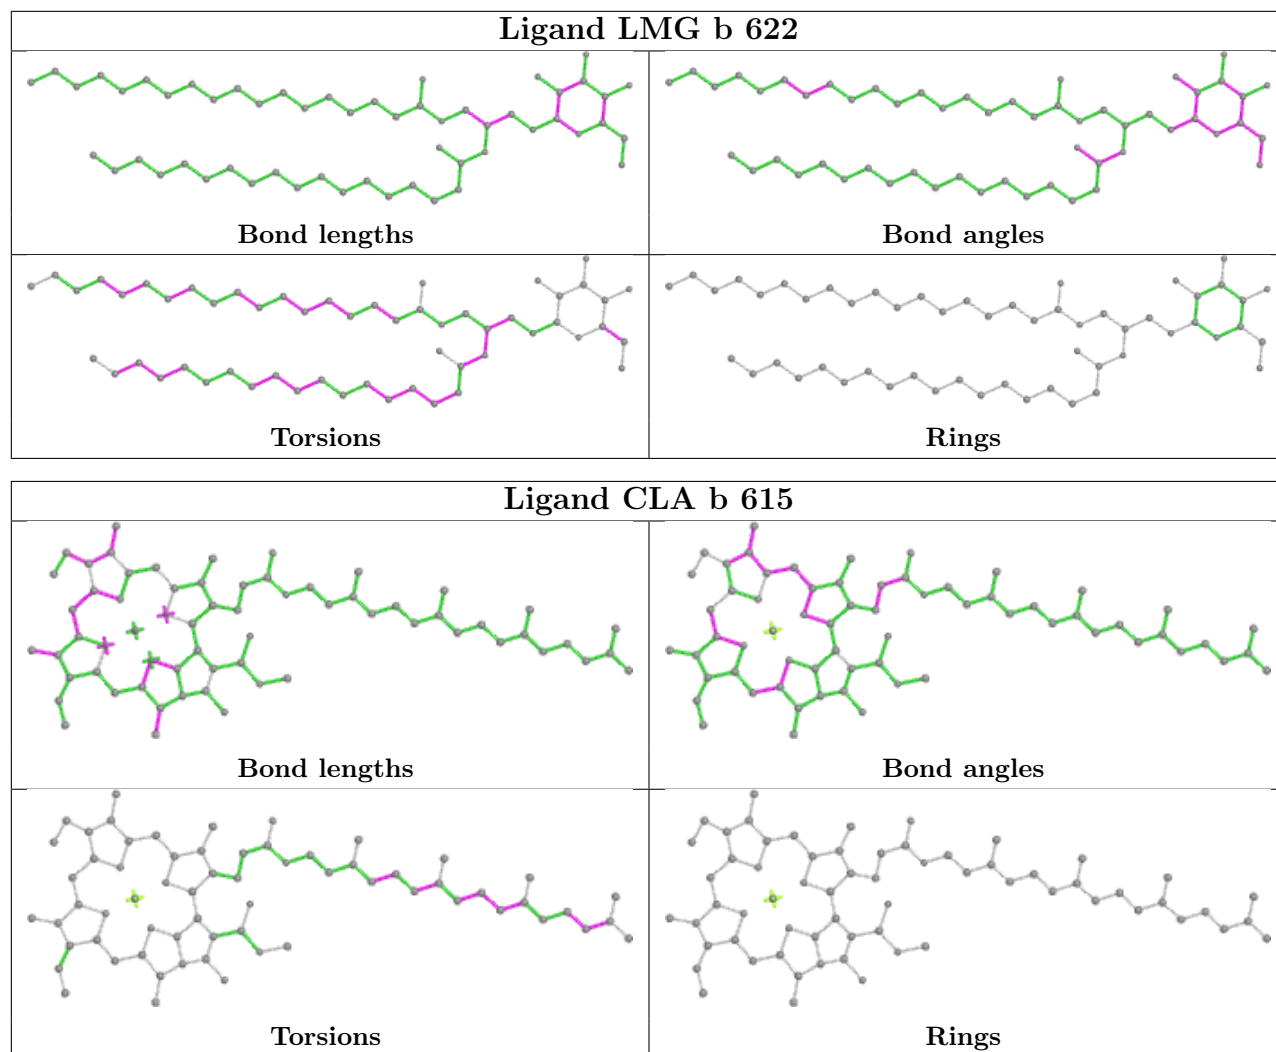 Ligand LMG b 622
Bond lengths
Bond angles
Torsions
Rings
Ligand CLA b 615
Bond lengths
Bond angles
Torsions
Rings